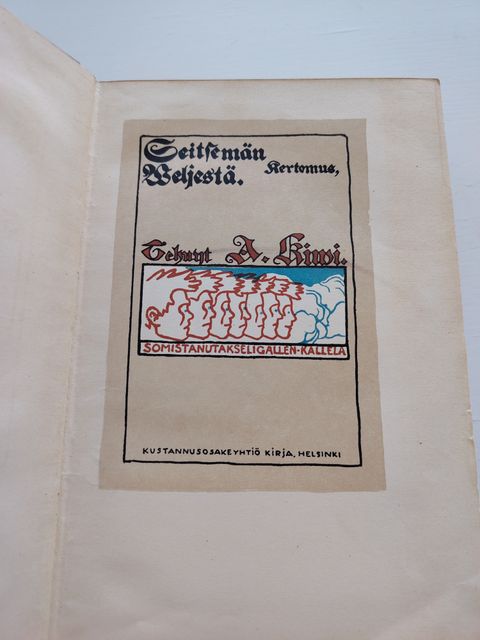 Seitsemän
Weljestä. Kertomus,
Tehnyt A. Kiwi.
SOMISTANUT AKSELI GALLEN-KALLELA
KUSTANNUSOSAKEYHTIÖ KIRJA, HELSINKI